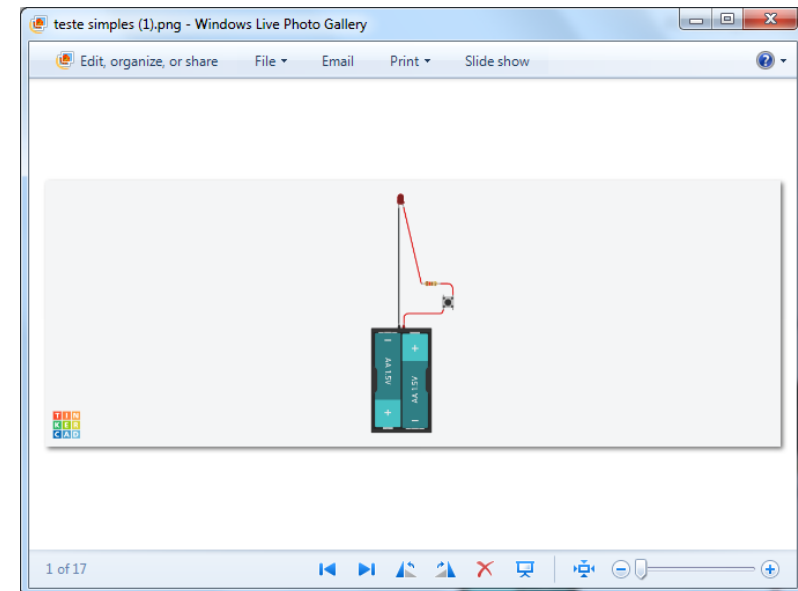 teste simples (1).png - Windows Live Photo Gallery
Edit, organize, or share File Email Print Slide show
AA 1.5V
AA 1.5V
TIN
KER
CAD
1 of 17